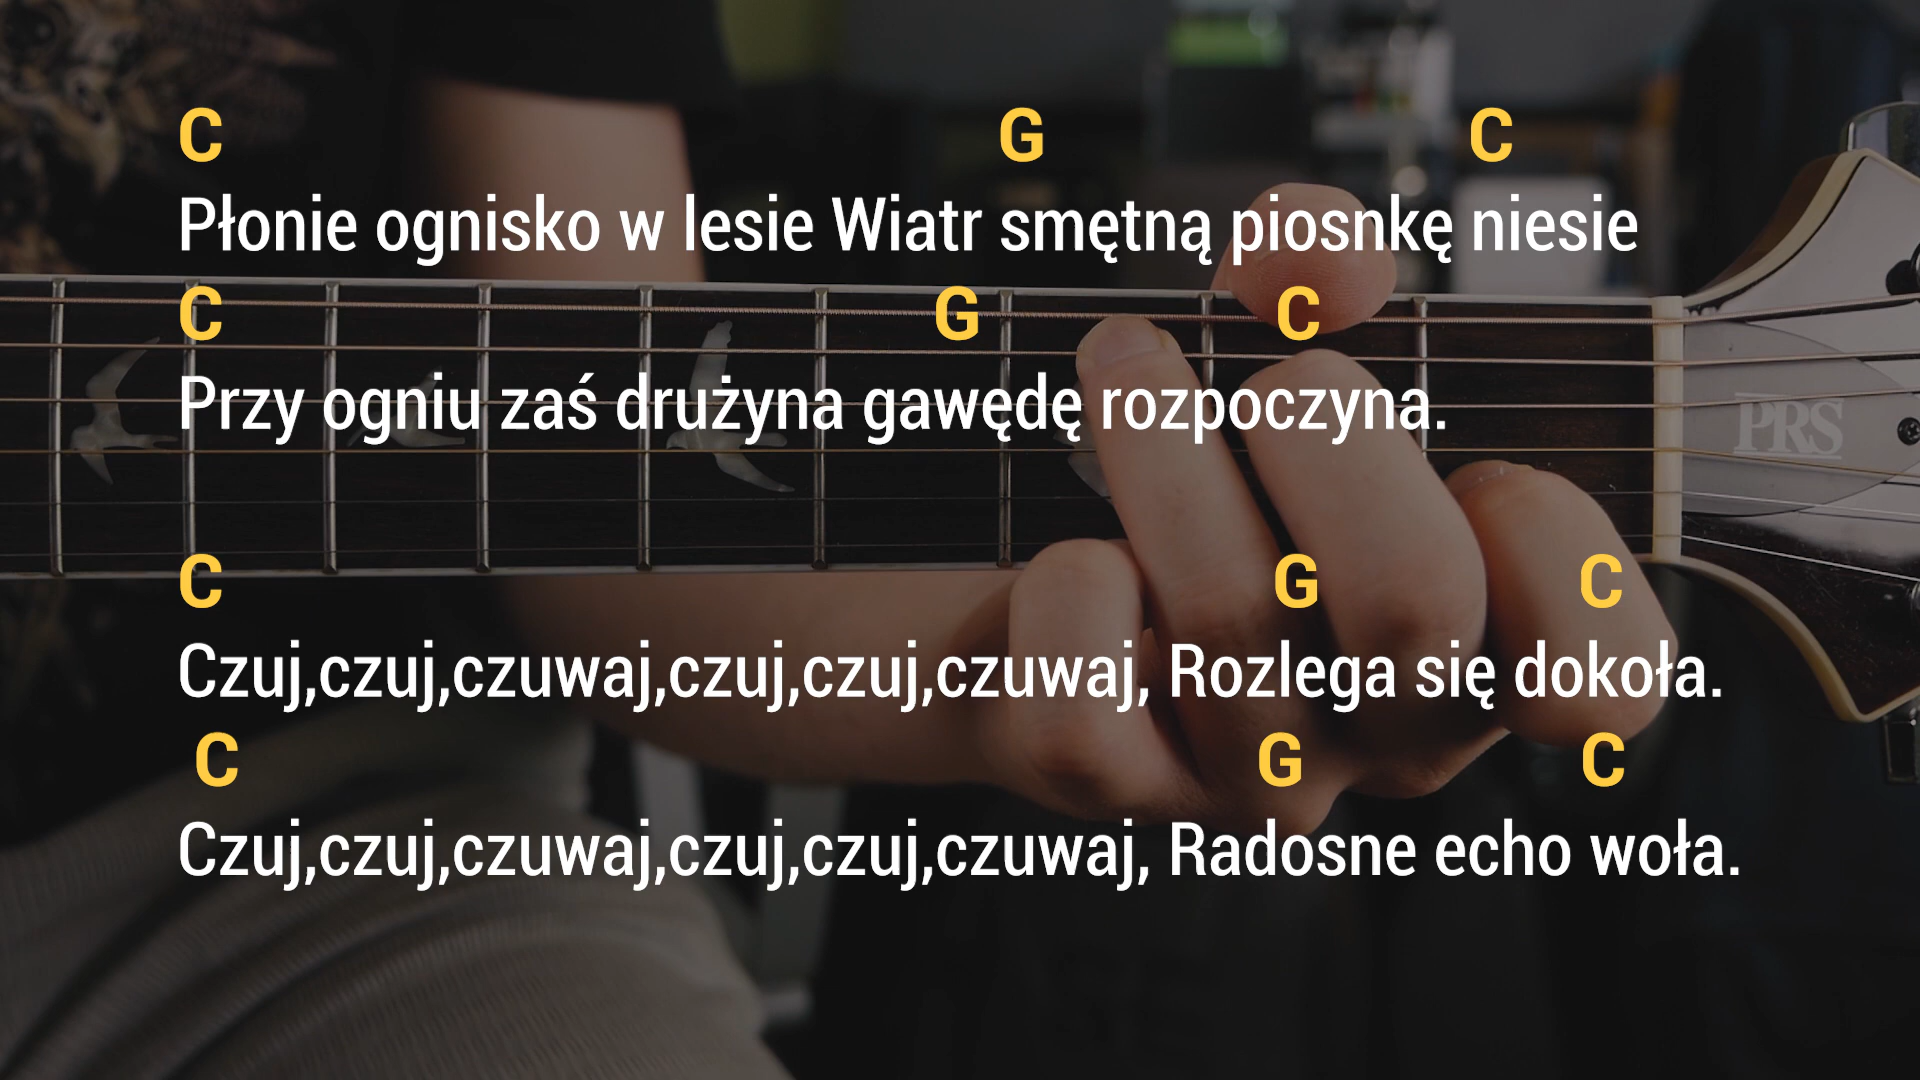 C G C
Płonie ognisko w lesie Wiatr smętną piosnkę niesie
C G C
Przy ogniu zaś drużyna gawędę rozpoczyna.
C G C
Czuj,czuj,czuwaj,czuj,czuj,czuwaj, Rozlega się dokoła.
C G C
Czuj,czuj,czuwaj,czuj,czuj,czuwaj, Radosne echo woła.
PRS